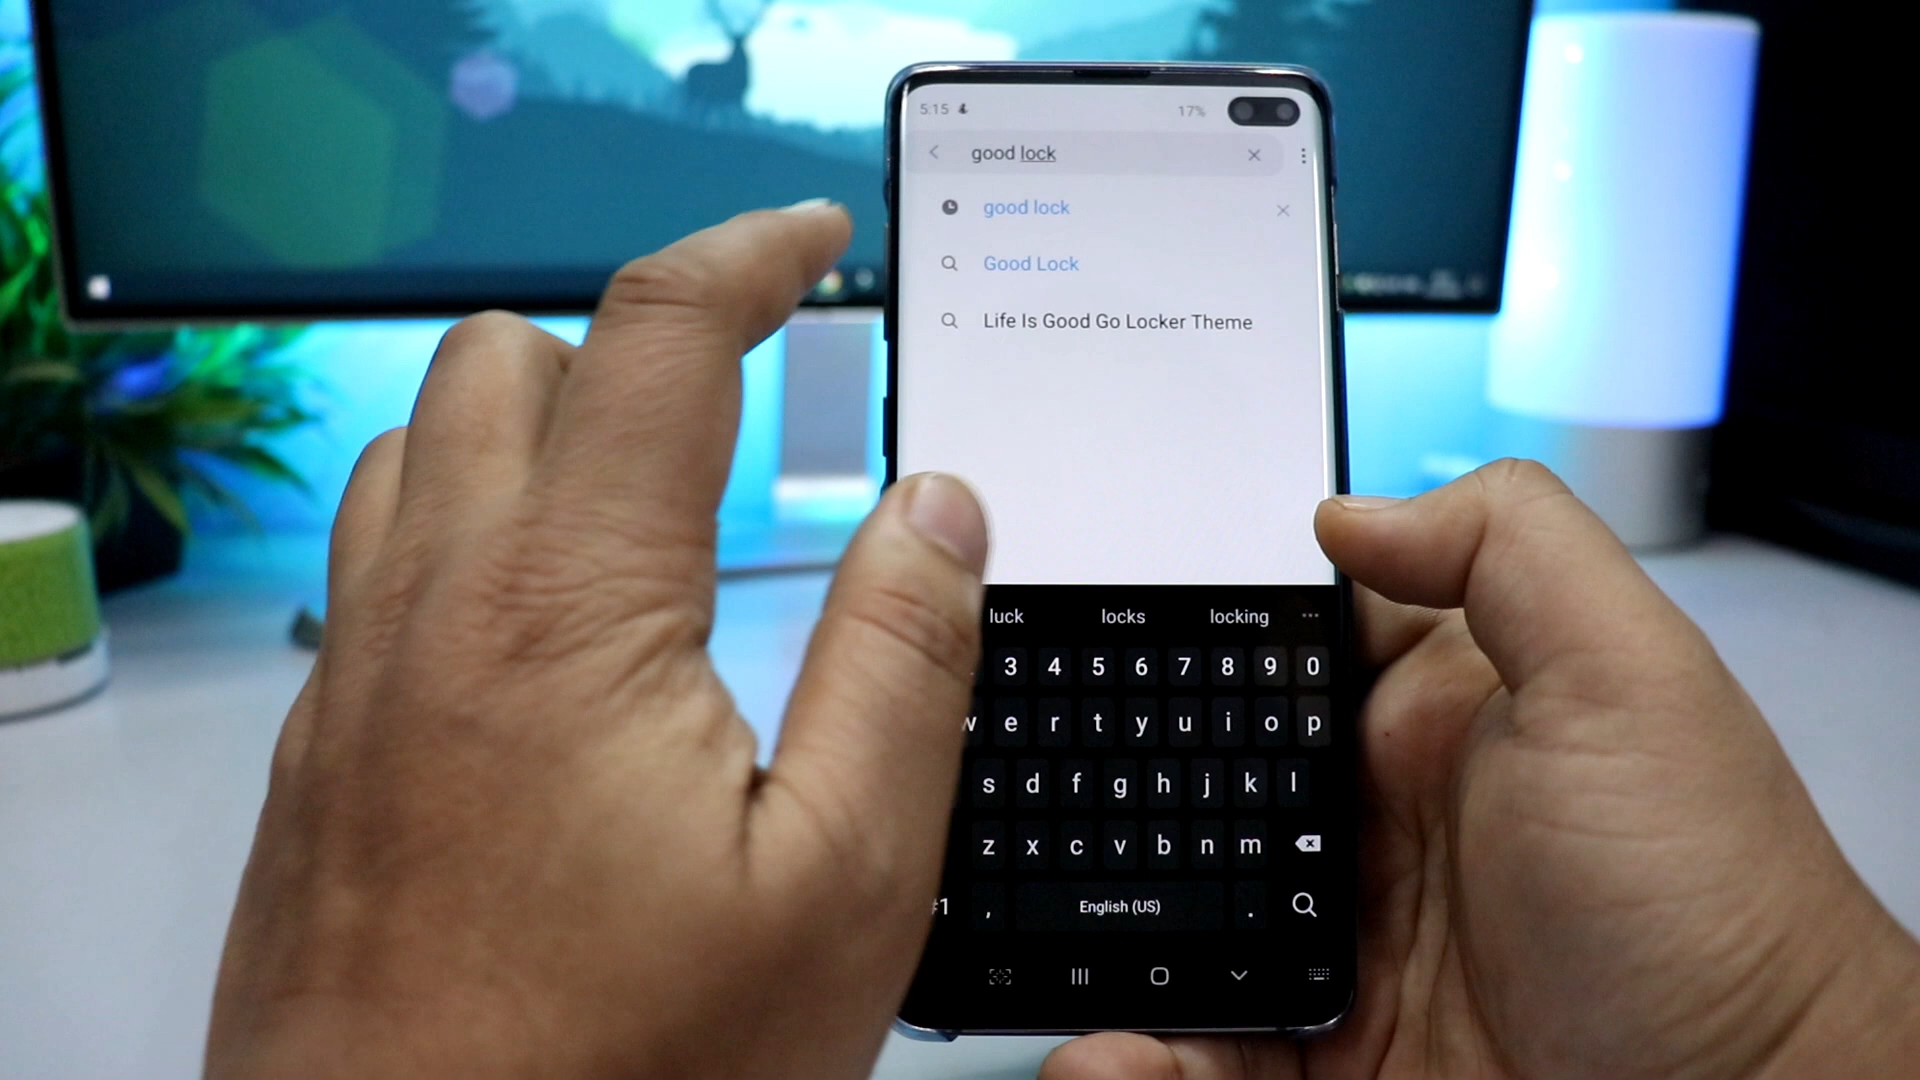 5:15 17%
good lock
good lock
Good Lock
Life Is Good Go Locker Theme
luck locks locking
3 4 5 6 7 8 9 0
w e r t y u i o p
s d f g h j k l
z x c v b n m
#1 , English (US) .